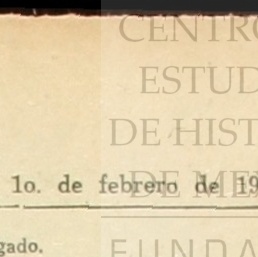 CENTRO
ESTUD
DE HIST
1o. de febrero de 19
DE ME
gado.
FUNDA